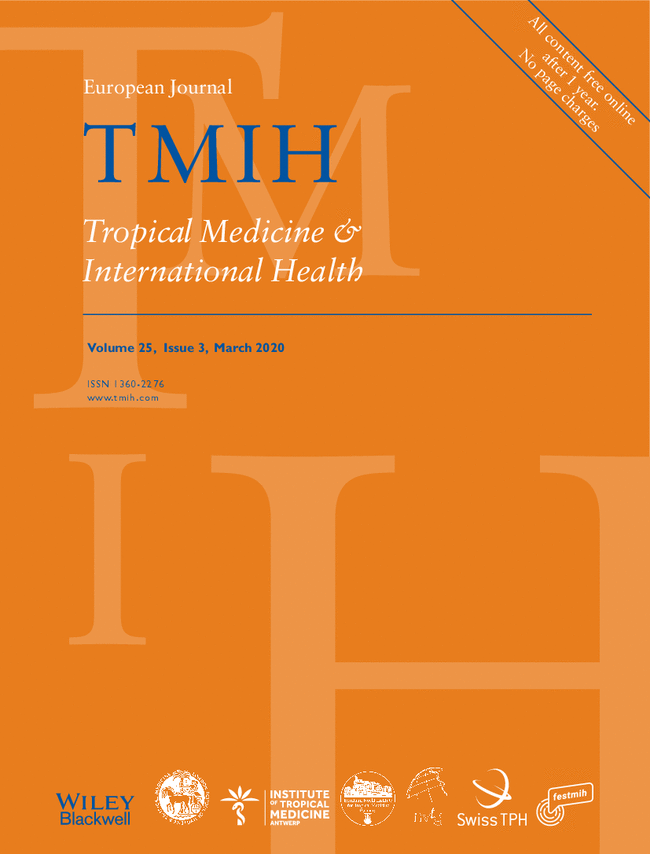 All content free online
after 1 year.
No page charges
European Journal
TMIH
Tropical Medicine &
International Health
Volume 25, Issue 3, March 2020
ISSN 1360-2276
www.tmih.com
T
M
I
H
WILEY
Blackwell
INSTITUTE
OF TROPICAL
MEDICINE
ANTWERP
Swiss TPH
festmih